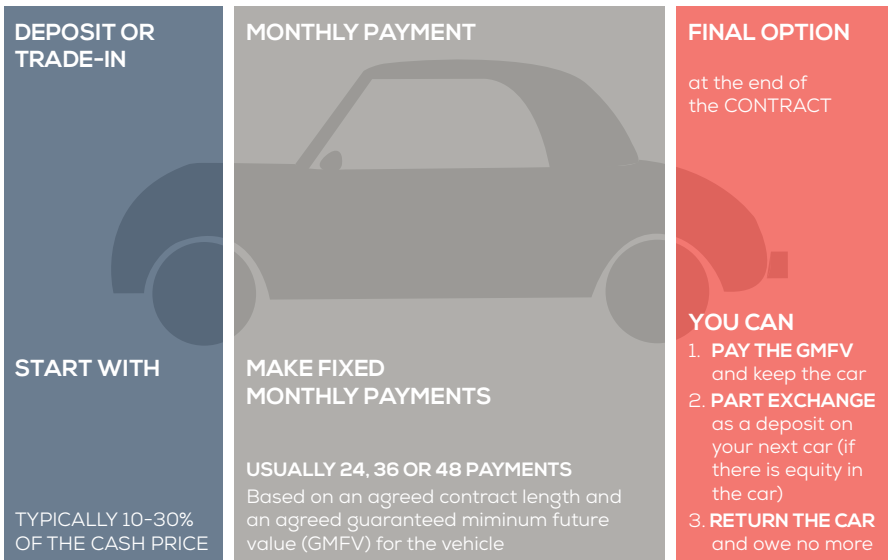 DEPOSIT OR
TRADE-IN
START WITH
TYPICALLY 10-30%
OF THE CASH PRICE
MONTHLY PAYMENT
MAKE FIXED
MONTHLY PAYMENTS
USUALLY 24, 36 OR 48 PAYMENTS
Based on an agreed contract length and
an agreed guaranteed miminum future
value (GMFV) for the vehicle
FINAL OPTION
at the end of
the CONTRACT
YOU CAN
1. PAY THE GMFV
and keep the car
2. PART EXCHANGE
as a deposit on
your next car (if
there is equity in
the car)
3. RETURN THE CAR
and owe no more